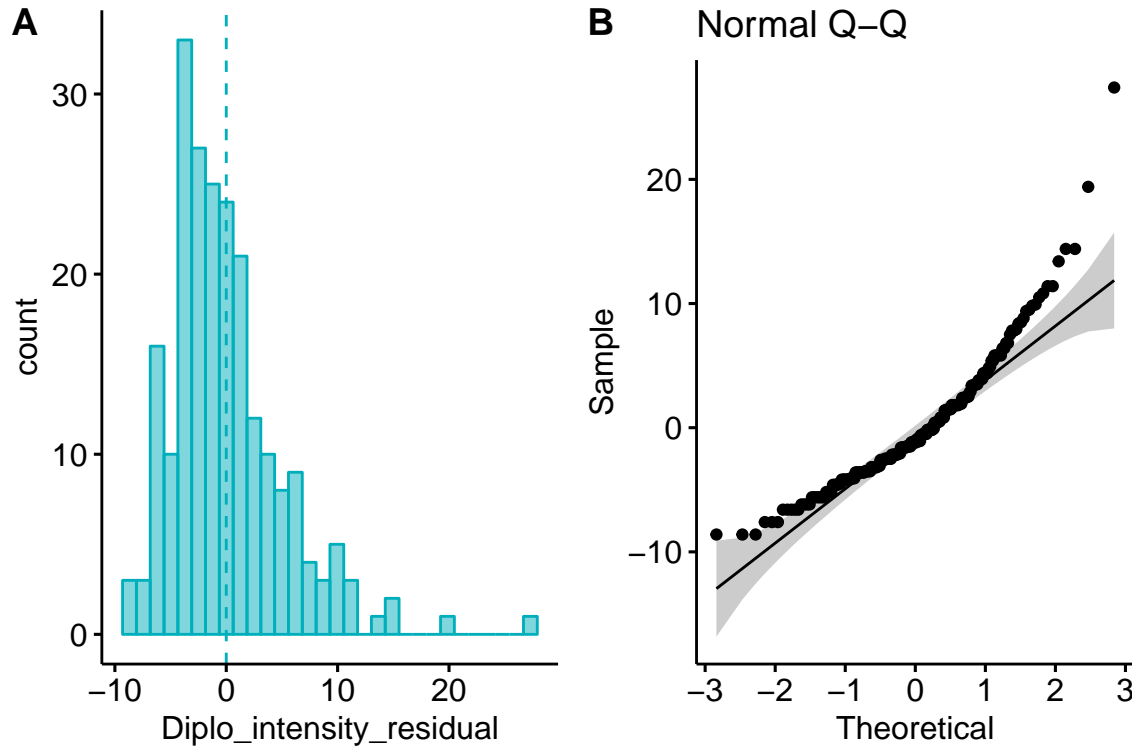 A
count
30
20
10
0
−10 0 10 20
Diplo_intensity_residual
B
Normal Q−Q
Sample
20
10
0
−10
−3 −2 −1 0 1 2 3
Theoretical